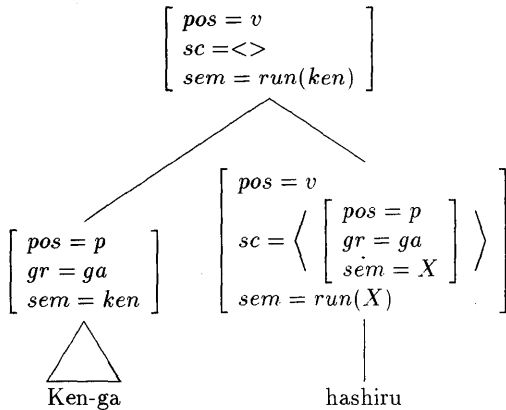 pos = v
sc =<>
sem = run(ken)
pos = p
gr = ga
sem = ken
pos = v
sc = ⟨ [ pos = p
gr = ga
sem = X ] ⟩
sem = run(X)
Ken-ga
hashiru